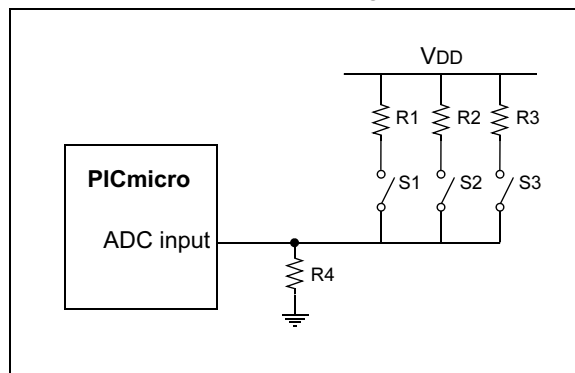 VDD
R1 R2 R3
PICmicro
S1 S2 S3
ADC input
R4